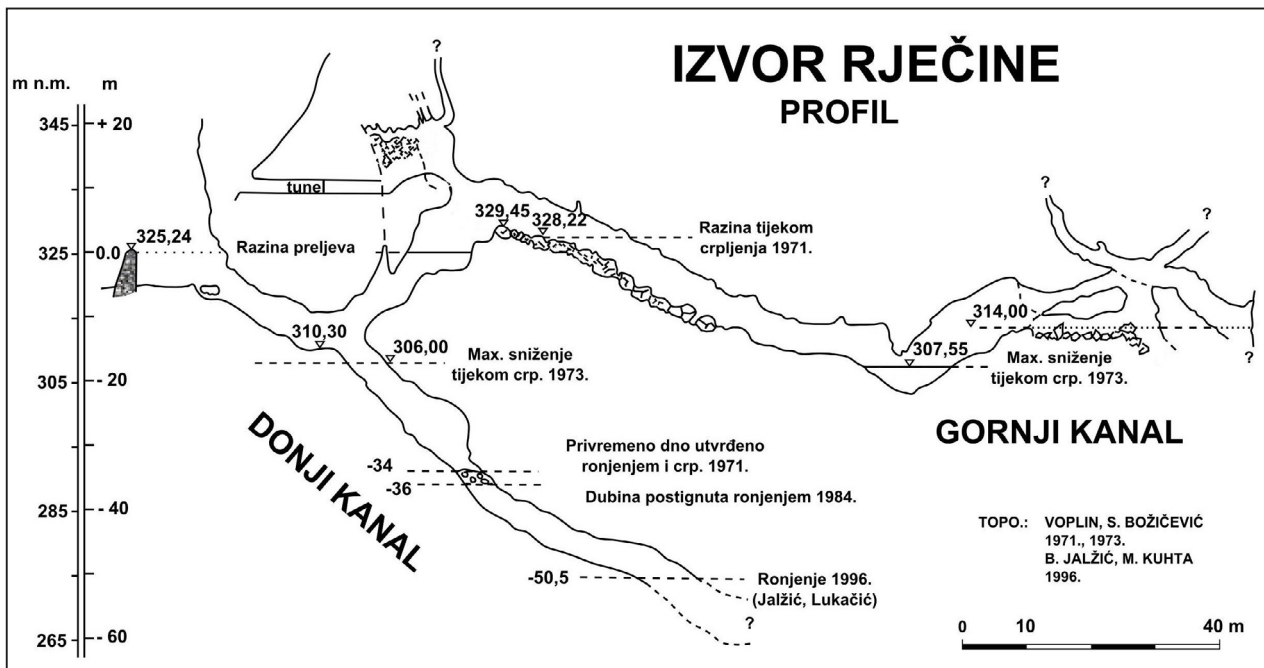 IZVOR RJEČINE
PROFIL
m n.m.
m
345
+ 20
325
0.0
305
- 20
285
- 40
265
- 60
?
tunel
325,24
Razina preljeva
329,45
328,22
Razina tijekom
crpljenja 1971.
?
?
314,00
307,55
?
310,30
306,00
Max. sniženje
tijekom crp. 1973.
Max. sniženje
tijekom crp. 1973.
DONJI KANAL
GORNJI KANAL
Privremeno dno utvrđeno
ronjenjem i crp. 1971.
-34
-36
Dubina postignuta ronjenjem 1984.
-50,5
Ronjenje 1996.
(Jalžić, Lukačić)
?
TOPO.: VOPLIN, S. BOŽIČEVIĆ
1971., 1973.
B. JALŽIĆ, M. KUHTA
1996.
0 10 40 m